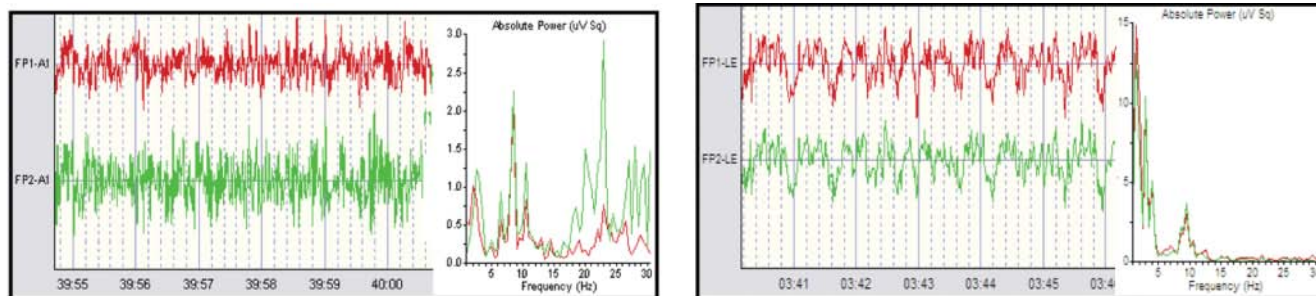 Absolute Power (uV Sq)
3.0
2.5
2.0
1.5
1.0
0.5
0.0
FP1-A1
FP2-A1
39:55 39:56 39:57 39:58 39:59 40:00
5 10 15 20 25 30
Frequency (Hz)
Absolute Power (uV Sq)
15
10
5
0
FP1-LE
FP2-LE
03:41 03:42 03:43 03:44 03:45
5 10 15 20 25 30
Frequency (Hz)